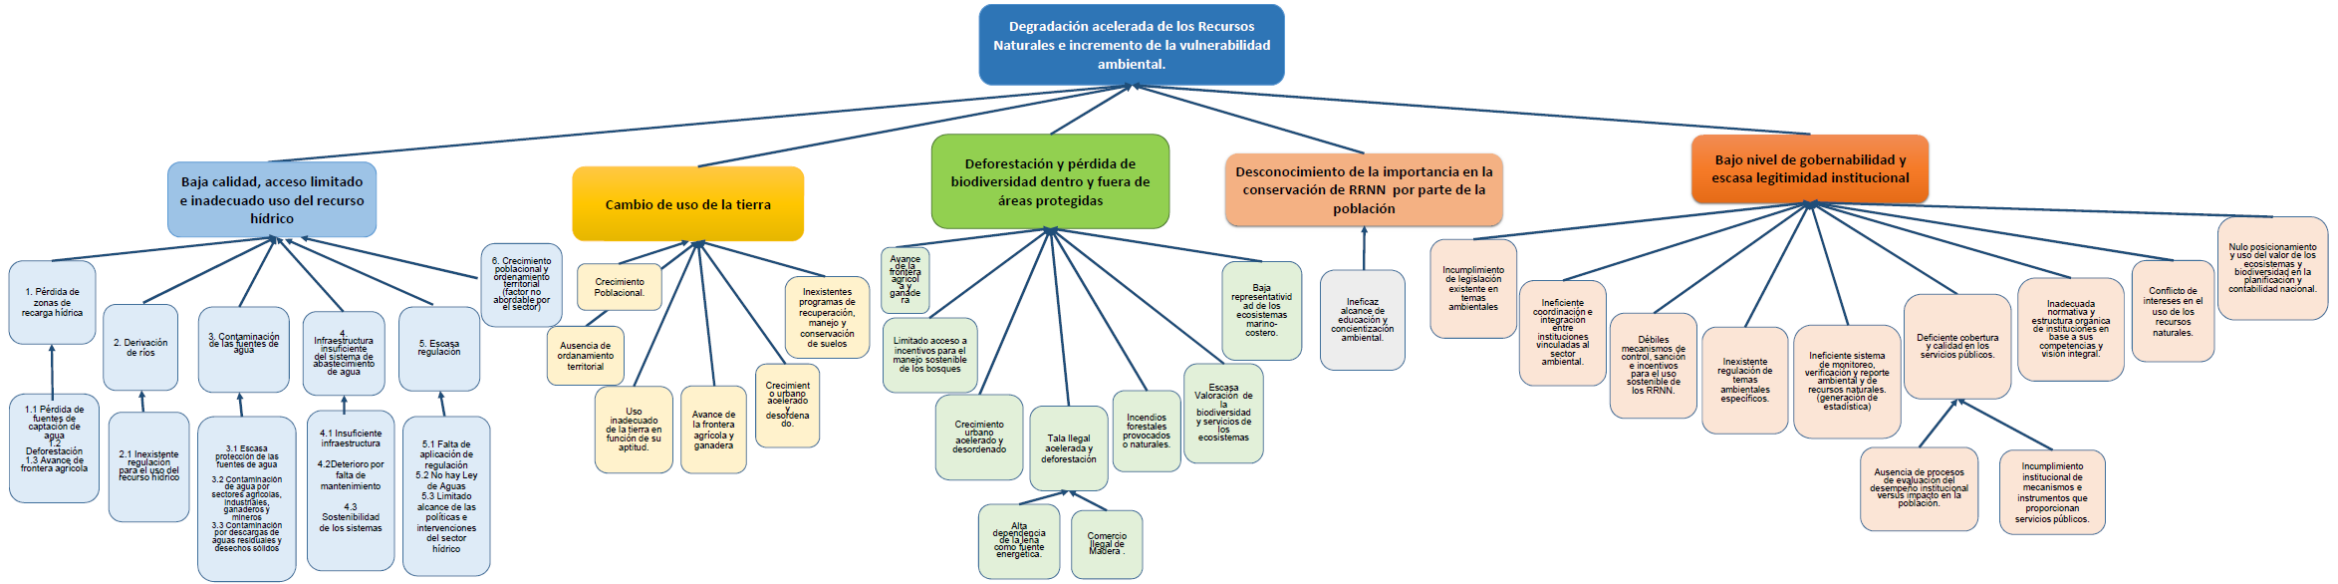 Degradación acelerada de los Recursos
Naturales e incremento de la vulnerabilidad
ambiental.
Baja calidad, acceso limitado
e inadecuado uso del recurso
hídrico
Cambio de uso de la tierra
Deforestación y pérdida de
biodiversidad dentro y fuera de
áreas protegidas
Desconocimiento de la importancia en la
conservación de RRNN por parte de la
población
Bajo nivel de gobernabilidad y
escasa legitimidad institucional
1. Pérdida de
zonas de
recarga hídrica
2. Derivación
de ríos
3. Contaminación
de las fuentes de
agua
4.
Infraestructura
insuficiente
del sistema de
abastecimiento
de agua
5. Escasa
regulación
6. Crecimiento
poblacional y
ordenamiento
territorial
(factor no
abordable por
el sector)
1.1 Pérdida de
fuentes de
captación de
agua
1.2
Deforestación
1.3 Avance de
frontera agrícola
2.1 Inexistente
regulación
para el uso del
recurso hídrico
3.1 Escasa
protección de las
fuentes de agua
3.2 Contaminación
de agua por
sectores agrícolas,
industriales,
ganaderos y
mineros
3.3 Contaminación
por descargas de
aguas residuales y
desechos sólidos
4.1 Insuficiente
infraestructura
4.2Deterioro por
falta de
mantenimiento
4.3
Sostenibilidad
de los sistemas
5.1 Falta de
aplicación de
regulación
5.2 No hay Ley
de Aguas
5.3 Limitado
alcance de las
políticas e
intervenciones
del sector
hídrico
Crecimiento
Poblacional.
Ausencia de
ordanamiento
territorial
Uso
inadecuado
de la tierra en
función de su
aptitud.
Avance de
la frontera
agrícola y
ganadera
Crecimient
o urbano
acelerado
y
desordena
do.
Inexistentes
programas de
recuperación,
manejo y
conservación
de suelos
Avance
de la
frontera
agrícol
a y
ganade
ra
Limitado acceso a
incentivos para el
manejo sostenible
de los bosques
Crecimiento
urbano
acelerado y
desordenado
Tala Ilegal
acelerada y
deforestación
Alta
dependencia
de la leña
como fuente
energética.
Comercio
Ilegal de
Madera .
Incendios
forestales
provocados
o naturales.
Escasa
Valoración de
la
biodiversidad
y servicios de
los
ecosistemas
Baja
representativid
ad de los
ecosistemas
marino-
costero.
Ineficaz
alcance de
educación y
concientización
ambiental.
Incumplimiento
de legislación
existente en
temas
ambientales
Ineficiente
coordinación e
integración
entre
instituciones
vinculadas al
sector
ambiental.
Débiles
mecanismos de
control, sanción
e incentivos
para el uso
sostenible de
los RRNN.
Inexistente
regulación de
temas
ambientales
específicos.
Ineficiente sistema
de monitoreo,
verificación y reporte
ambiental y de
recursos naturales.
(generación de
estadística)
Deficiente cobertura
y calidad en los
servicios públicos.
Ausencia de procesos
de evaluación del
desempeño institucional
versus impacto en la
población.
Incumplimiento
institucional de
mecanismos e
instrumentos que
proporcionan
servicios públicos.
Inadecuada
normativa y
estructura orgánica
de instituciones en
base a sus
competencias y
visión integral.
Conflicto de
intereses en el
uso de los
recursos
naturales.
Nulo posicionamiento
y uso del valor de los
ecosistemas y
biodiversidad en la
planificación y
contabilidad nacional.